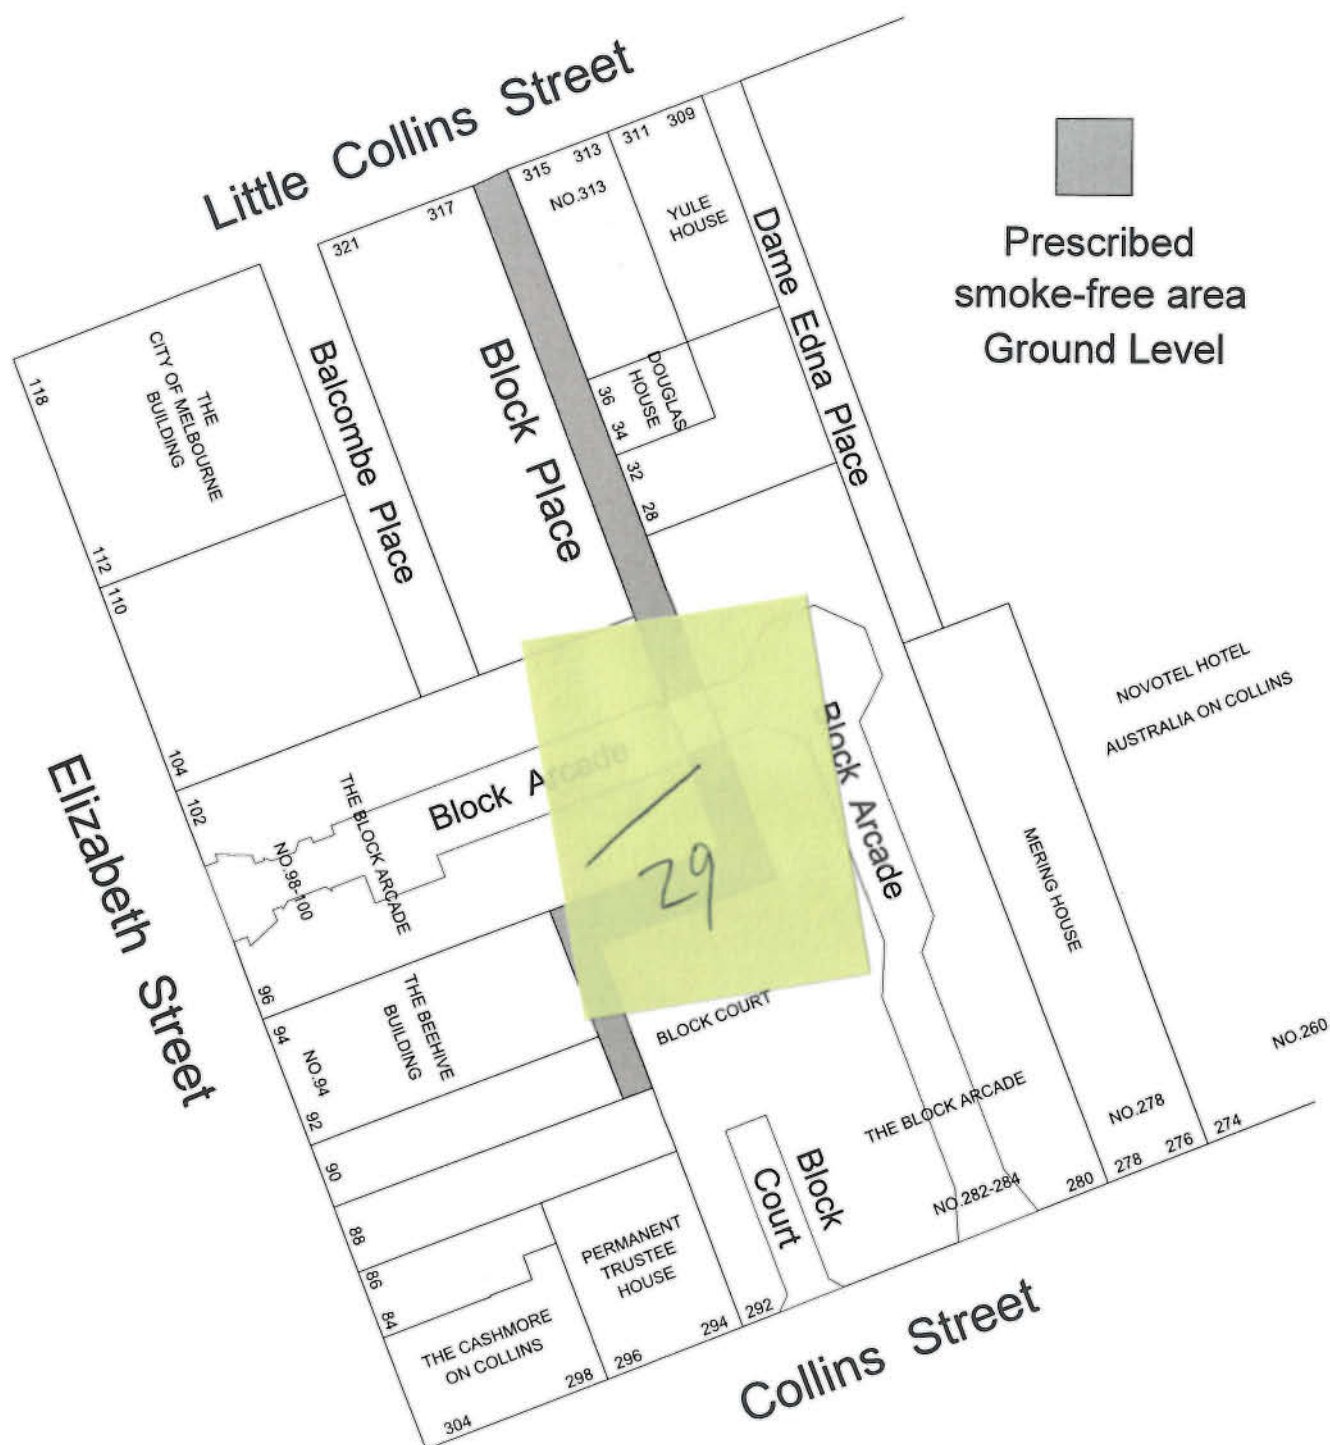 Little Collins Street
Prescribed
smoke-free area
Ground Level
309
311
313
315
317
321
NO.313
YULE
HOUSE
Dame Edna Place
Block Place
Balcombe Place
DOUGLAS
HOUSE
36
34
32
28
THE
CITY OF MELBOURNE
BUILDING
118
112
110
104
102
Elizabeth Street
NO.98-100
THE BLOCK ARCADE
Block Arcade
Block Arcade
29
96
94
NO.94
92
90
88
86
84
THE BEEHIVE
BUILDING
BLOCK COURT
NOVOTEL HOTEL
AUSTRALIA ON COLLINS
MERING HOUSE
NO.260
NO.278
THE BLOCK ARCADE
NO.282-284
Block
Court
PERMANENT
TRUSTEE
HOUSE
THE CASHMORE
ON COLLINS
304
298
296
294
292
280
278
276
274
Collins Street